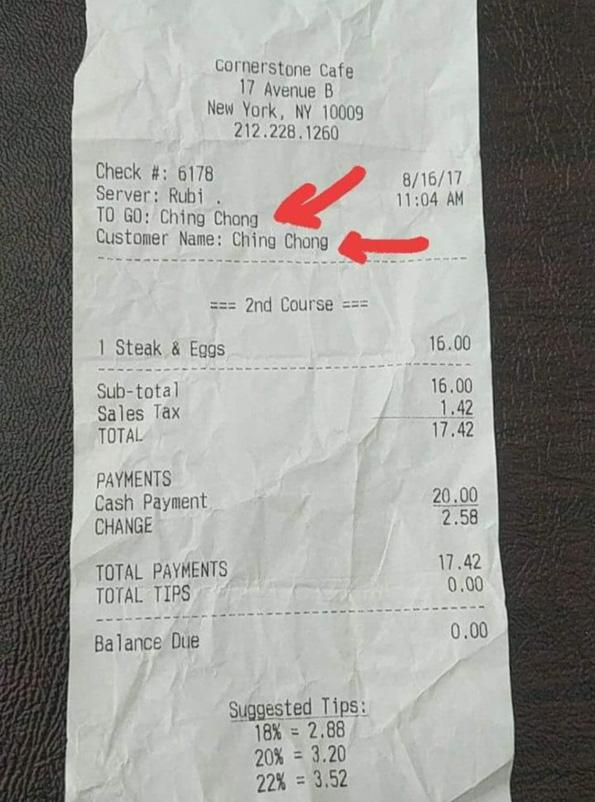 Cornerstone Cafe
17 Avenue B
New York, NY 10009
212.228.1260
Check #: 6178 8/16/17
Server: Rubi . 11:04 AM
TO GO: Ching Chong
Customer Name: Ching Chong
=== 2nd Course ===
1 Steak & Eggs 16.00
Sub-total 16.00
Sales Tax 1.42
TOTAL 17.42
PAYMENTS
Cash Payment 20.00
CHANGE 2.58
TOTAL PAYMENTS 17.42
TOTAL TIPS 0.00
Balance Due 0.00
Suggested Tips:
18% = 2.88
20% = 3.20
22% = 3.52